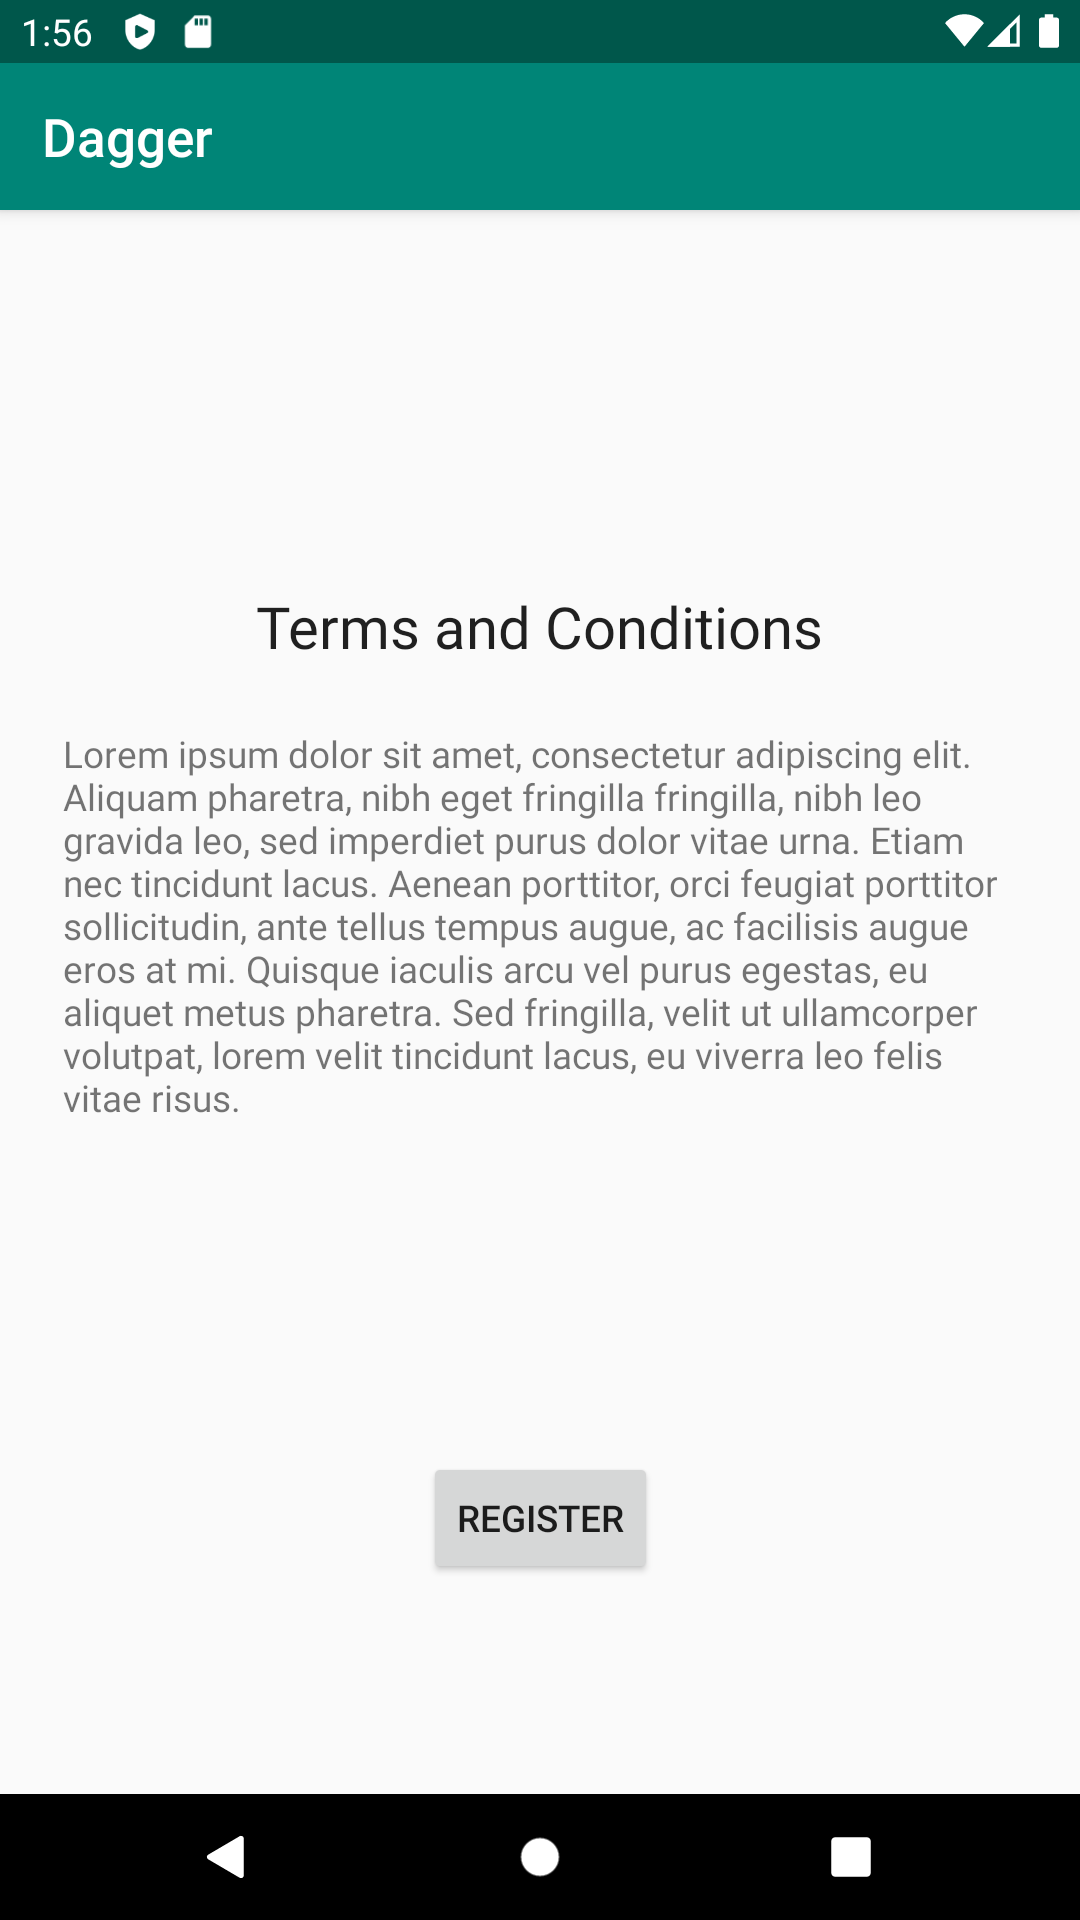 1:56
Dagger
Terms and Conditions
Lorem ipsum dolor sit amet, consectetur adipiscing elit.
Aliquam pharetra, nibh eget fringilla fringilla, nibh leo
gravida leo, sed imperdiet purus dolor vitae urna. Etiam
nec tincidunt lacus. Aenean porttitor, orci feugiat porttitor
sollicitudin, ante tellus tempus augue, ac facilisis augue
eros at mi. Quisque iaculis arcu vel purus egestas, eu
aliquet metus pharetra. Sed fringilla, velit ut ullamcorper
volutpat, lorem velit tincidunt lacus, eu viverra leo felis
vitae risus.
REGISTER